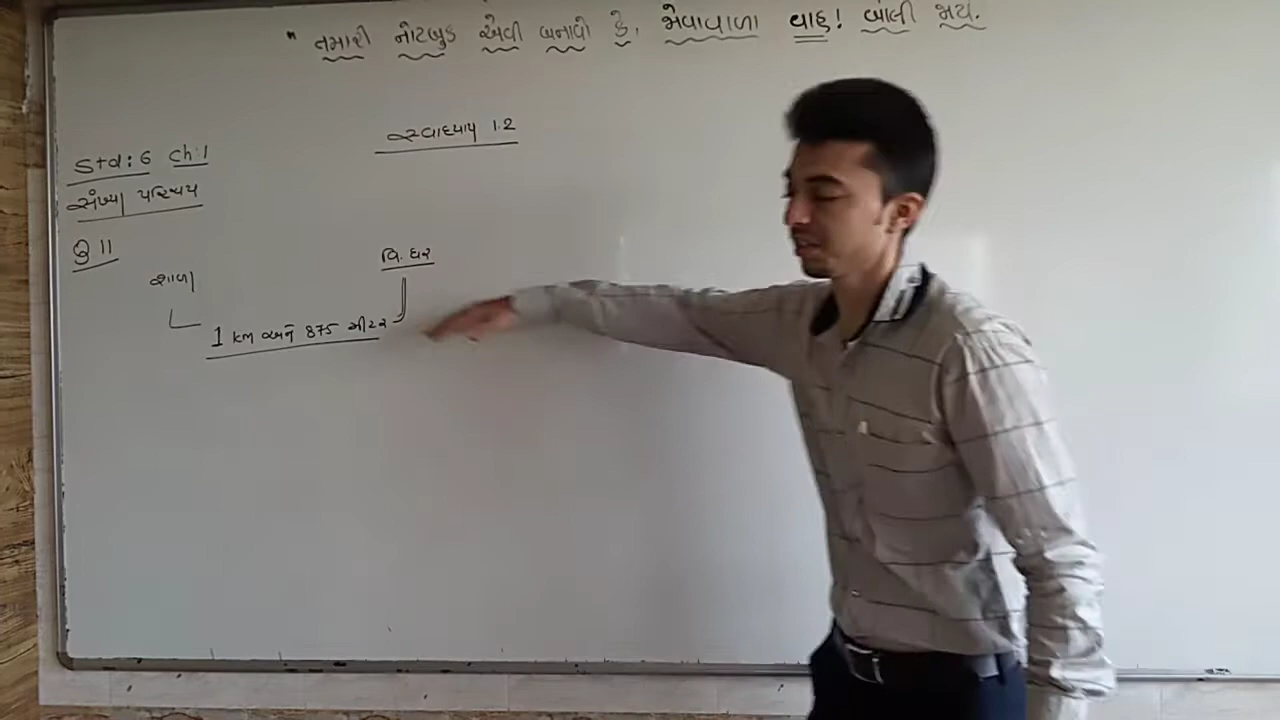 " તમારી નોટબુક એવી બનાવો કે, જોવાવાળા વાહ! બોલી જાય.
સ્વાધ્યાય 1.2
Std: 6 Ch: 1
સંખ્યા પરિચય
વિ. ઘર
શાળા
1 km અને 875 મીટર